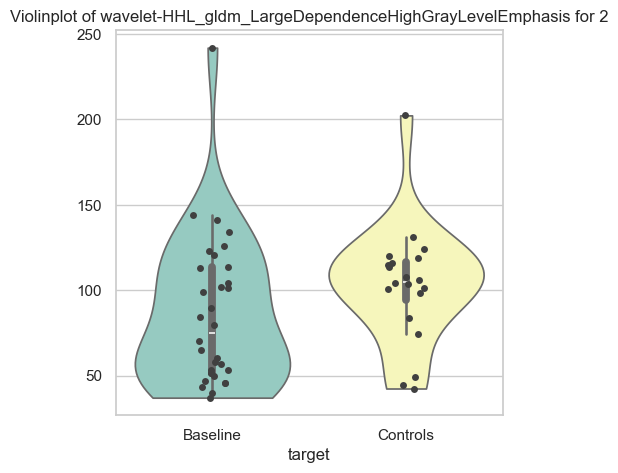 Violinplot of wavelet-HHL_gldm_LargeDependenceHighGrayLevelEmphasis for 2
250
200
150
100
50
Baseline Controls
target